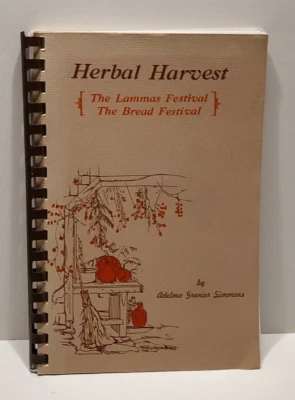 Herbal Harvest
[ The Lammas Festival ]
[ The Bread Festival ]
by
Adelma Grenier Simmons